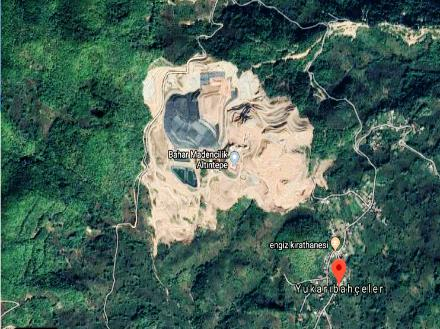 Bahar Madencilik
Altıntepe
engiz kırathanesi
Yukarıbahçeler